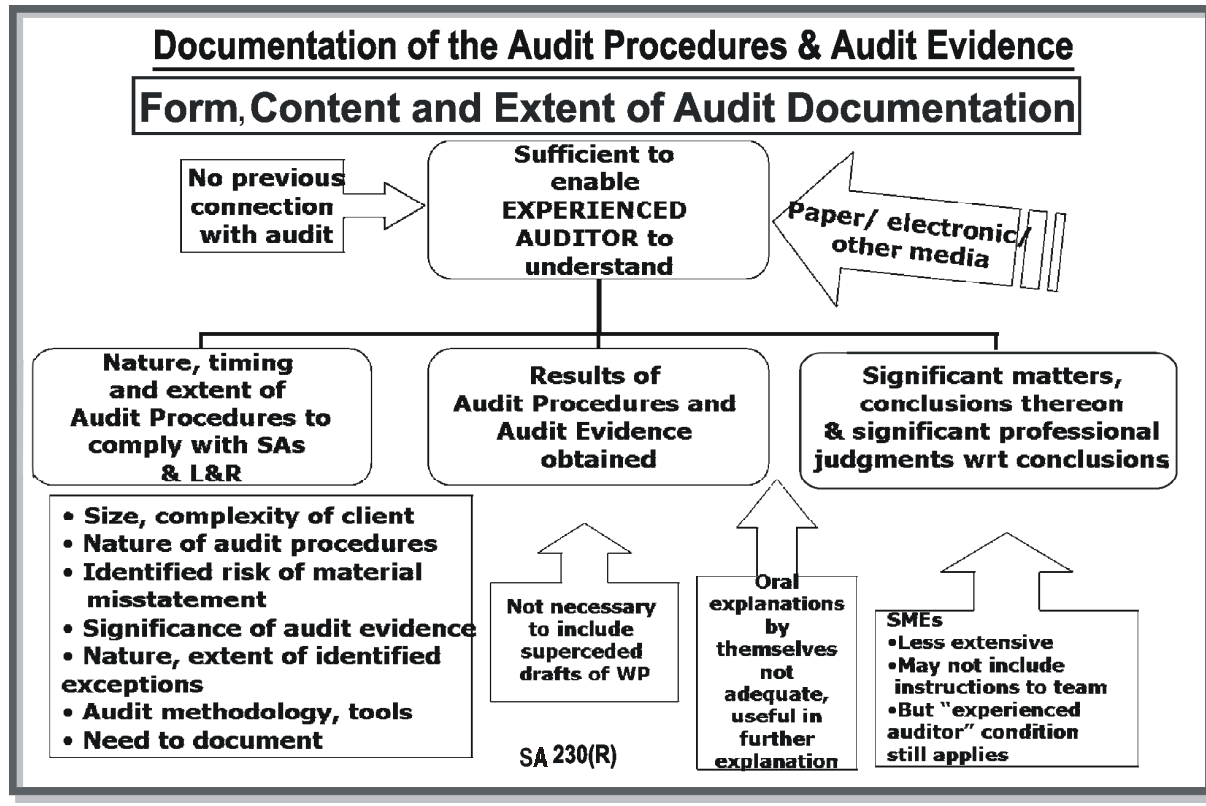 Documentation of the Audit Procedures & Audit Evidence
Form, Content and Extent of Audit Documentation
No previous
connection
with audit
Sufficient to
enable
EXPERIENCED
AUDITOR to
understand
Paper/ electronic/
other media
Nature, timing
and extent of
Audit Procedures to
comply with SAs
& L&R
Results of
Audit Procedures and
Audit Evidence
obtained
Significant matters,
conclusions thereon
& significant professional
judgments wrt conclusions
• Size, complexity of client
• Nature of audit procedures
• Identified risk of material
misstatement
• Significance of audit evidence
• Nature, extent of identified
exceptions
• Audit methodology, tools
• Need to document
Not necessary
to include
superceded
drafts of WP
Oral
explanations
by
themselves
not
adequate,
useful in
further
explanation
SMEs
•Less extensive
•May not include
instructions to team
•But “experienced
auditor” condition
still applies
SA 230(R)